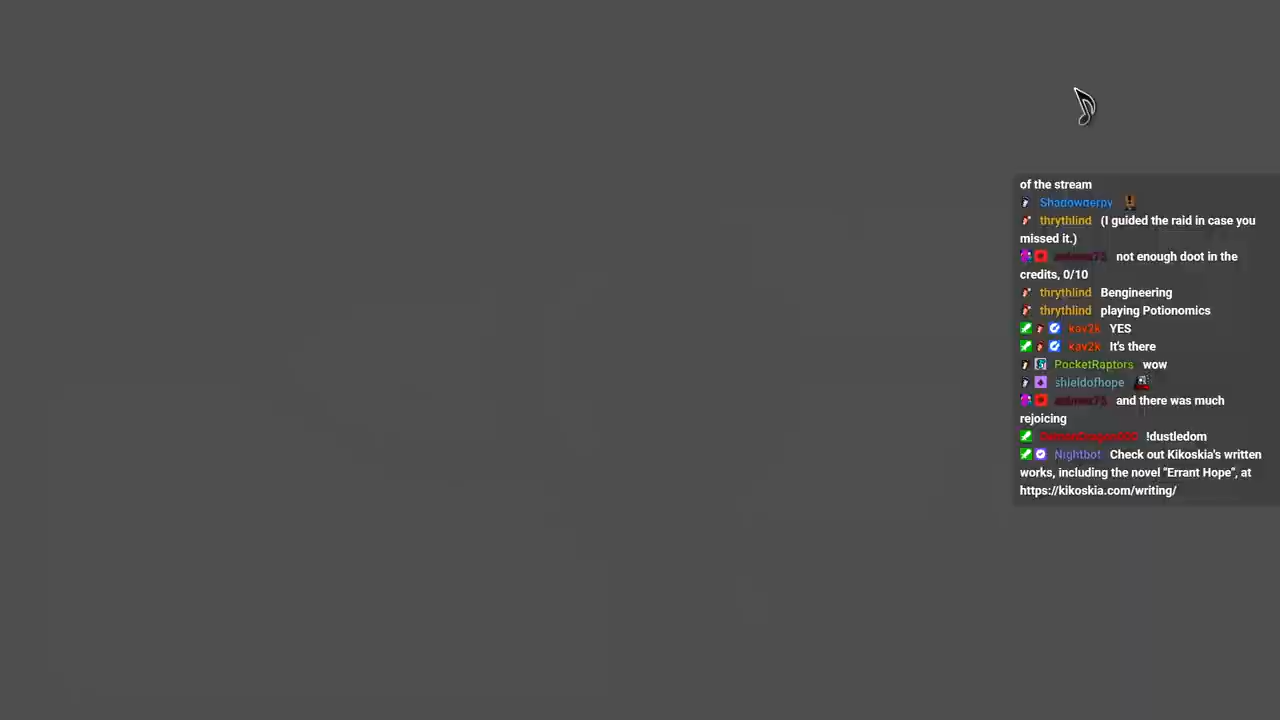 of the stream
Shadowderpy
thrythlind (I guided the raid in case you
missed it.)
not enough doot in the
credits, 0/10
thrythlind Bengineering
thrythlind playing Potionomics
kav2k YES
kav2k It's there
PocketRaptors wow
shieldofhope
and there was much
rejoicing
!dustledom
Nightbot Check out Kikoskia's written
works, including the novel "Errant Hope", at
https://kikoskia.com/writing/